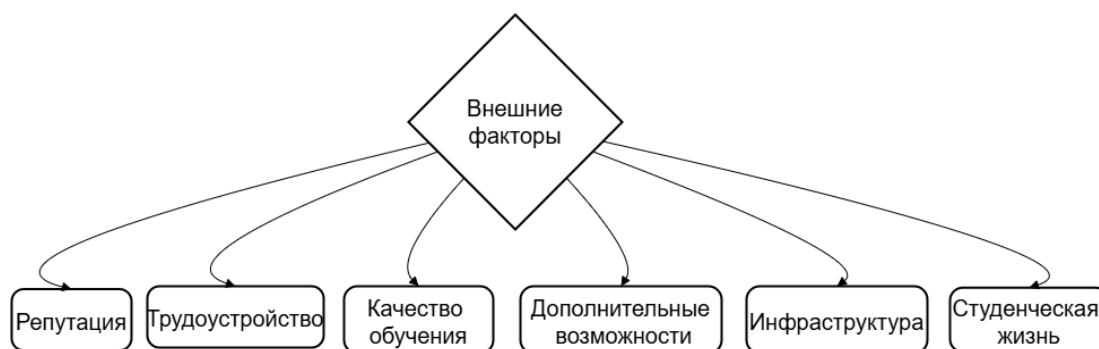 Внешние
факторы
Репутация
Трудоустройство
Качество
обучения
Дополнительные
возможности
Инфраструктура
Студенческая
жизнь